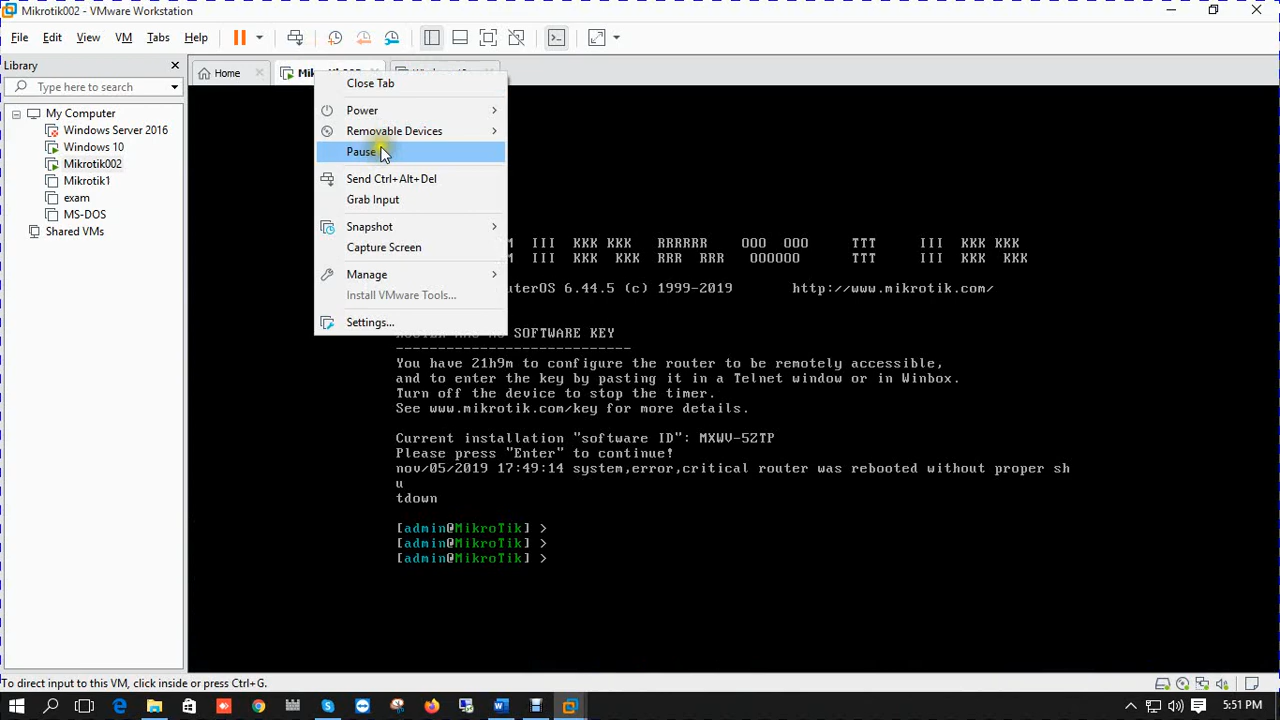 Mikrotik002 - VMware Workstation
File Edit View VM Tabs Help
Library
Type here to search
Home
My Computer
Windows Server 2016
Windows 10
Mikrotik002
Mikrotik1
exam
MS-DOS
Shared VMs
Close Tab
Power
Removable Devices
Pause
Send Ctrl+Alt+Del
Grab Input
Snapshot
Capture Screen
Manage
Install VMware Tools...
Settings...
III KKK KKK RRRRRR OOO OOO TTT III KKK KKK
III KKK KKK RRR RRR OOOOOO TTT III KKK KKK
uterOS 6.44.5 (c) 1999-2019 http://www.mikrotik.com/
SOFTWARE KEY
----------------------------
You have 21h9m to configure the router to be remotely accessible,
and to enter the key by pasting it in a Telnet window or in Winbox.
Turn off the device to stop the timer.
See www.mikrotik.com/key for more details.
Current installation "software ID": MXWV-5ZTP
Please press "Enter" to continue!
nov/05/2019 17:49:14 system,error,critical router was rebooted without proper sh
u
tdown
[admin@MikroTik] >
[admin@MikroTik] >
[admin@MikroTik] >
To direct input to this VM, click inside or press Ctrl+G.
5:51 PM